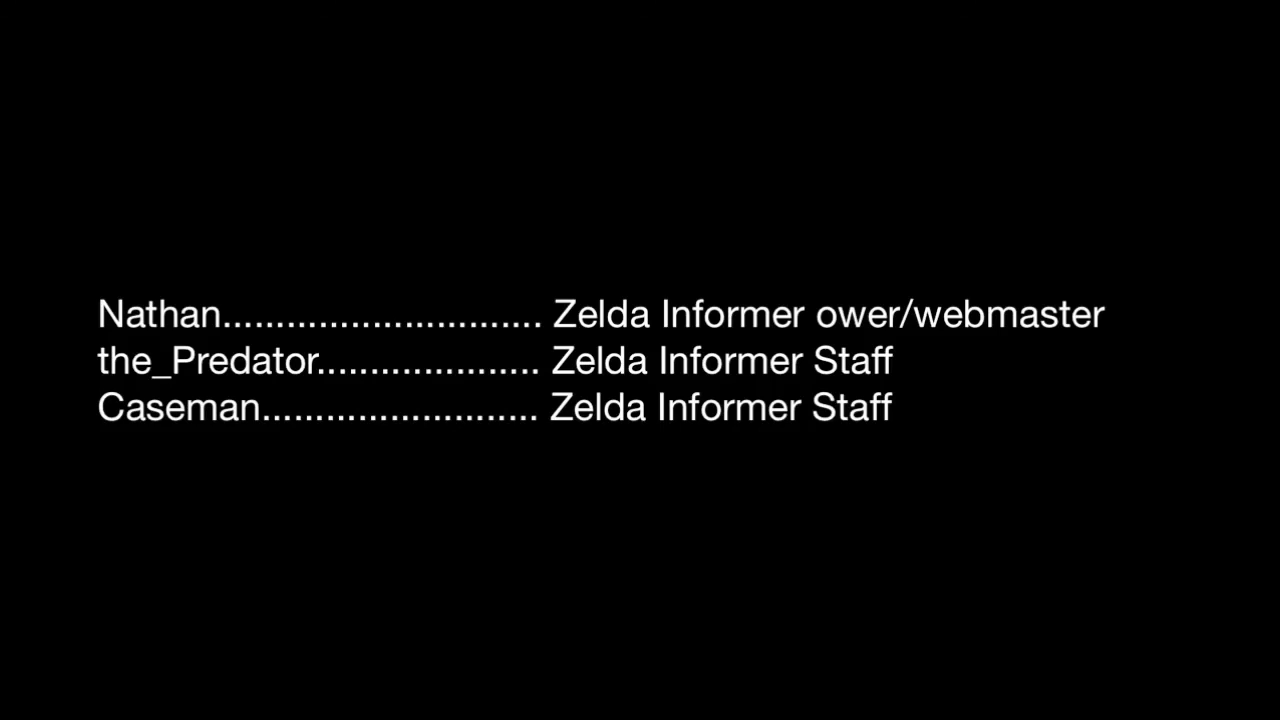 Nathan.............................. Zelda Informer ower/webmaster
the_Predator..................... Zelda Informer Staff
Caseman.......................... Zelda Informer Staff